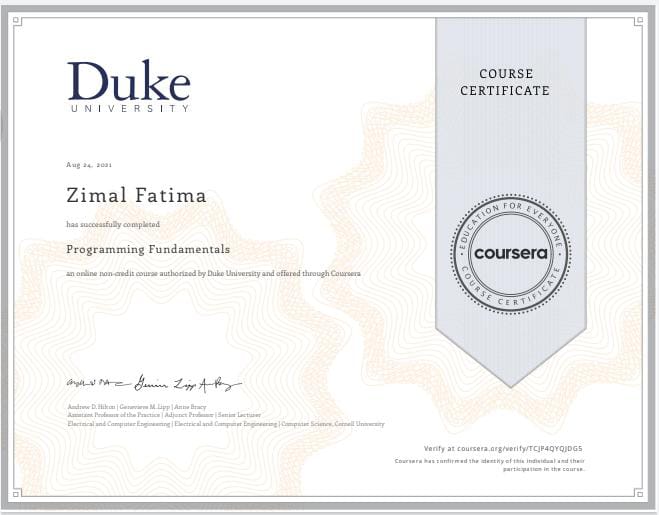 Duke
UNIVERSITY
COURSE
CERTIFICATE
Aug 24, 2021
Zimal Fatima
has successfully completed
Programming Fundamentals
an online non-credit course authorized by Duke University and offered through Coursera
EDUCATION FOR EVERYONE
coursera
COURSE CERTIFICATE
Andrew D. Hilton | Genevieve M. Lipp | Anne Bracy
Assistant Professor of the Practice | Adjunct Professor | Senior Lecturer
Electrical and Computer Engineering | Electrical and Computer Engineering | Computer Science, Cornell University
Verify at coursera.org/verify/TCJP4QYQJDG5
Coursera has confirmed the identity of this individual and their
participation in the course.